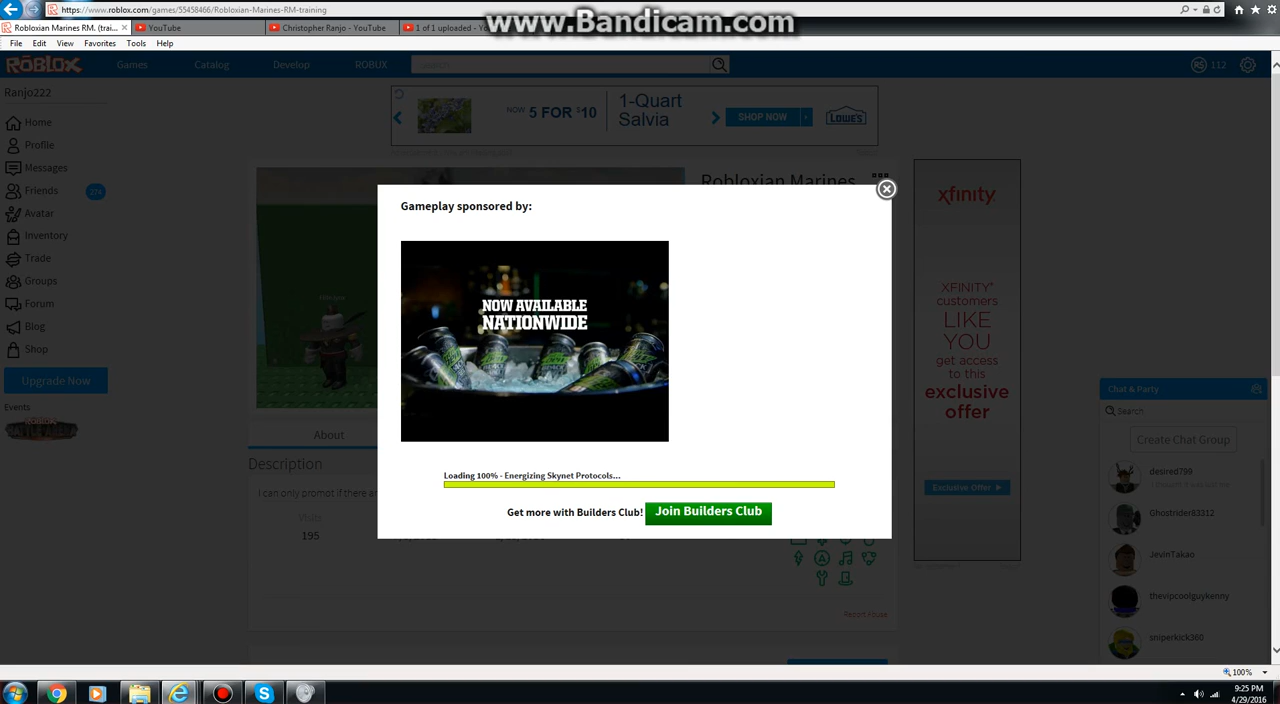 www.Bandicam.com
https://www.roblox.com/games/55458466/Robloxian-Marines-RM-training
Robloxian Marines RM. (trai...
YouTube
Christopher Ranjo - YouTube
1 of 1 uploaded - Yo
File Edit View Favorites Tools Help
ROBLOX
Games Catalog Develop ROBUX
Search
R$ 112
Ranjo222
Home
Profile
Messages
Friends 274
Avatar
Inventory
Trade
Groups
Forum
Blog
Shop
Upgrade Now
Events
NOW 5 FOR $10
1-Quart
Salvia
SHOP NOW
LOWE'S
Robloxian Marines
Gameplay sponsored by:
NOW AVAILABLE
NATIONWIDE
Loading 100% - Energizing Skynet Protocols...
Get more with Builders Club! Join Builders Club
About
Description
I can only promot if there ar
Visits
195
Report Abuse
xfinity
XFINITY®
customers
LIKE
YOU
get access
to this
exclusive
offer
Exclusive Offer
Chat & Party
Search
Create Chat Group
desired799
Ghostrider83312
JevinTakao
thevipcoolguykenny
sniperkick360
100%
9:25 PM
4/29/2016